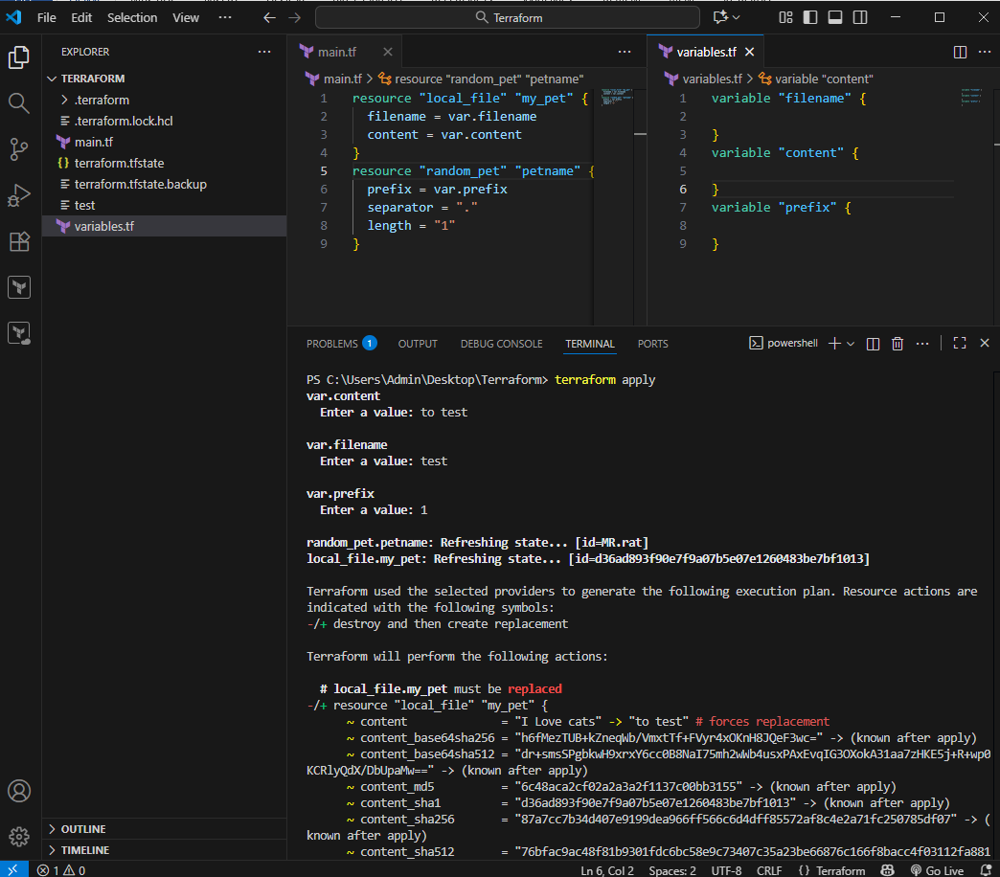 File Edit Selection View ··· Terraform
EXPLORER ···
TERRAFORM
.terraform
.terraform.lock.hcl
main.tf
{} terraform.tfstate
terraform.tfstate.backup
test
variables.tf
OUTLINE
TIMELINE
main.tf ···
main.tf > resource "random_pet" "petname"
1 resource "local_file" "my_pet" {
2 filename = var.filename
3 content = var.content
4 }
5 resource "random_pet" "petname" {
6 prefix = var.prefix
7 separator = "."
8 length = "1"
9 }
variables.tf ···
variables.tf > variable "content"
1 variable "filename" {
2
3 }
4 variable "content" {
5
6 }
7 variable "prefix" {
8
9 }
PROBLEMS 1 OUTPUT DEBUG CONSOLE TERMINAL PORTS powershell ···
PS C:\Users\Admin\Desktop\Terraform> terraform apply
var.content
Enter a value: to test
var.filename
Enter a value: test
var.prefix
Enter a value: 1
random_pet.petname: Refreshing state... [id=MR.rat]
local_file.my_pet: Refreshing state... [id=d36ad893f90e7f9a07b5e07e1260483be7bf1013]
Terraform used the selected providers to generate the following execution plan. Resource actions are
indicated with the following symbols:
-/+ destroy and then create replacement
Terraform will perform the following actions:
# local_file.my_pet must be replaced
-/+ resource "local_file" "my_pet" {
~ content = "I Love cats" -> "to test" # forces replacement
~ content_base64sha256 = "h6fMezTUB+kZneqWb/VmxtTf+FVyr4xOKnH8JQeF3wc=" -> (known after apply)
~ content_base64sha512 = "dr+smsSPgbkwH9xrxY6cc0B8NaI75mh2wWb4usxPAxEvqIG3OXokA31aa7zHKE5j+R+wp0
KCRlyQdX/DbUpaMw==" -> (known after apply)
~ content_md5 = "6c48aca2cf02a2a3a2f1137c00bb3155" -> (known after apply)
~ content_sha1 = "d36ad893f90e7f9a07b5e07e1260483be7bf1013" -> (known after apply)
~ content_sha256 = "87a7cc7b34d407e9199dea966ff566c6d4dff85572af8c4e2a71fc250785df07" -> (
known after apply)
~ content_sha512 = "76bfac9ac48f81b9301fdc6bc58e9c73407c35a23be66876c166f8bacc4f03112fa881
1 0 Ln 6, Col 2 Spaces: 2 UTF-8 CRLF {} Terraform Go Live